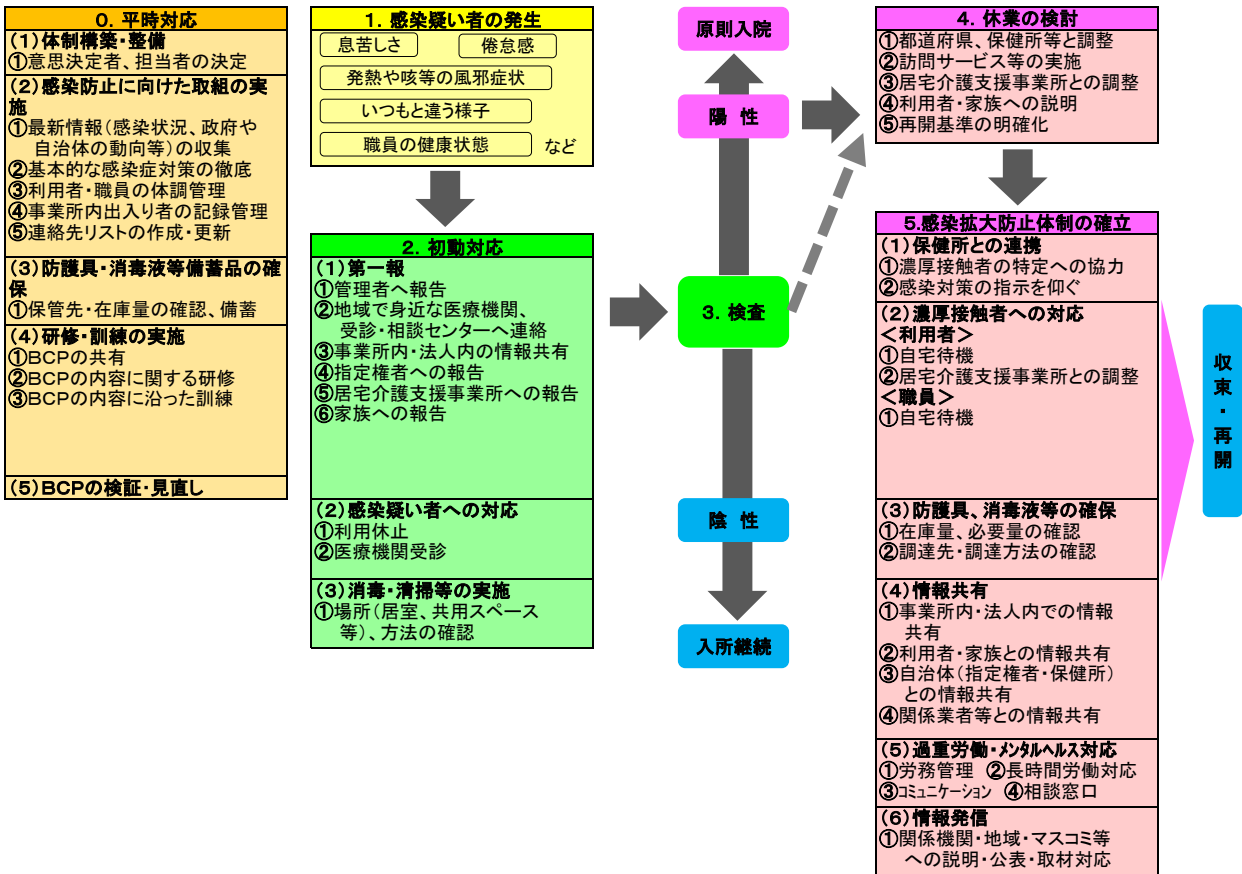 0．平時対応
（1）体制構築・整備
①意思決定者、担当者の決定
（2）感染防止に向けた取組の実
施
①最新情報（感染状況、政府や
自治体の動向等）の収集
②基本的な感染症対策の徹底
③利用者・職員の体調管理
④事業所内出入り者の記録管理
⑤連絡先リストの作成・更新
（3）防護具・消毒液等備蓄品の確
保
①保管先・在庫量の確認、備蓄
（4）研修・訓練の実施
①BCPの共有
②BCPの内容に関する研修
③BCPの内容に沿った訓練
（5）BCPの検証・見直し
1．感染疑い者の発生
息苦しさ
倦怠感
発熱や咳等の風邪症状
いつもと違う様子
職員の健康状態
など
2．初動対応
（1）第一報
①管理者へ報告
②地域で身近な医療機関、
受診・相談センターへ連絡
③事業所内・法人内の情報共有
④指定権者への報告
⑤居宅介護支援事業所への報告
⑥家族への報告
（2）感染疑い者への対応
①利用休止
②医療機関受診
（3）消毒・清掃等の実施
①場所（居室、共用スペース
等）、方法の確認
原則入院
陽 性
3．検査
陰 性
入所継続
4．休業の検討
①都道府県、保健所等と調整
②訪問サービス等の実施
③居宅介護支援事業所との調整
④利用者・家族への説明
⑤再開基準の明確化
5.感染拡大防止体制の確立
（1）保健所との連携
①濃厚接触者の特定への協力
②感染対策の指示を仰ぐ
（2）濃厚接触者への対応
＜利用者＞
①自宅待機
②居宅介護支援事業所との調整
＜職員＞
①自宅待機
（3）防護具、消毒液等の確保
①在庫量、必要量の確認
②調達先・調達方法の確認
（4）情報共有
①事業所内・法人内での情報
共有
②利用者・家族との情報共有
③自治体（指定権者・保健所）
との情報共有
④関係業者等との情報共有
（5）過重労働・ﾒﾝﾀﾙﾍﾙｽ対応
①労務管理 ②長時間労働対応
③ｺﾐｭﾆｹｰｼｮﾝ ④相談窓口
（6）情報発信
①関係機関・地域・マスコミ等
への説明・公表・取材対応
収束・再開